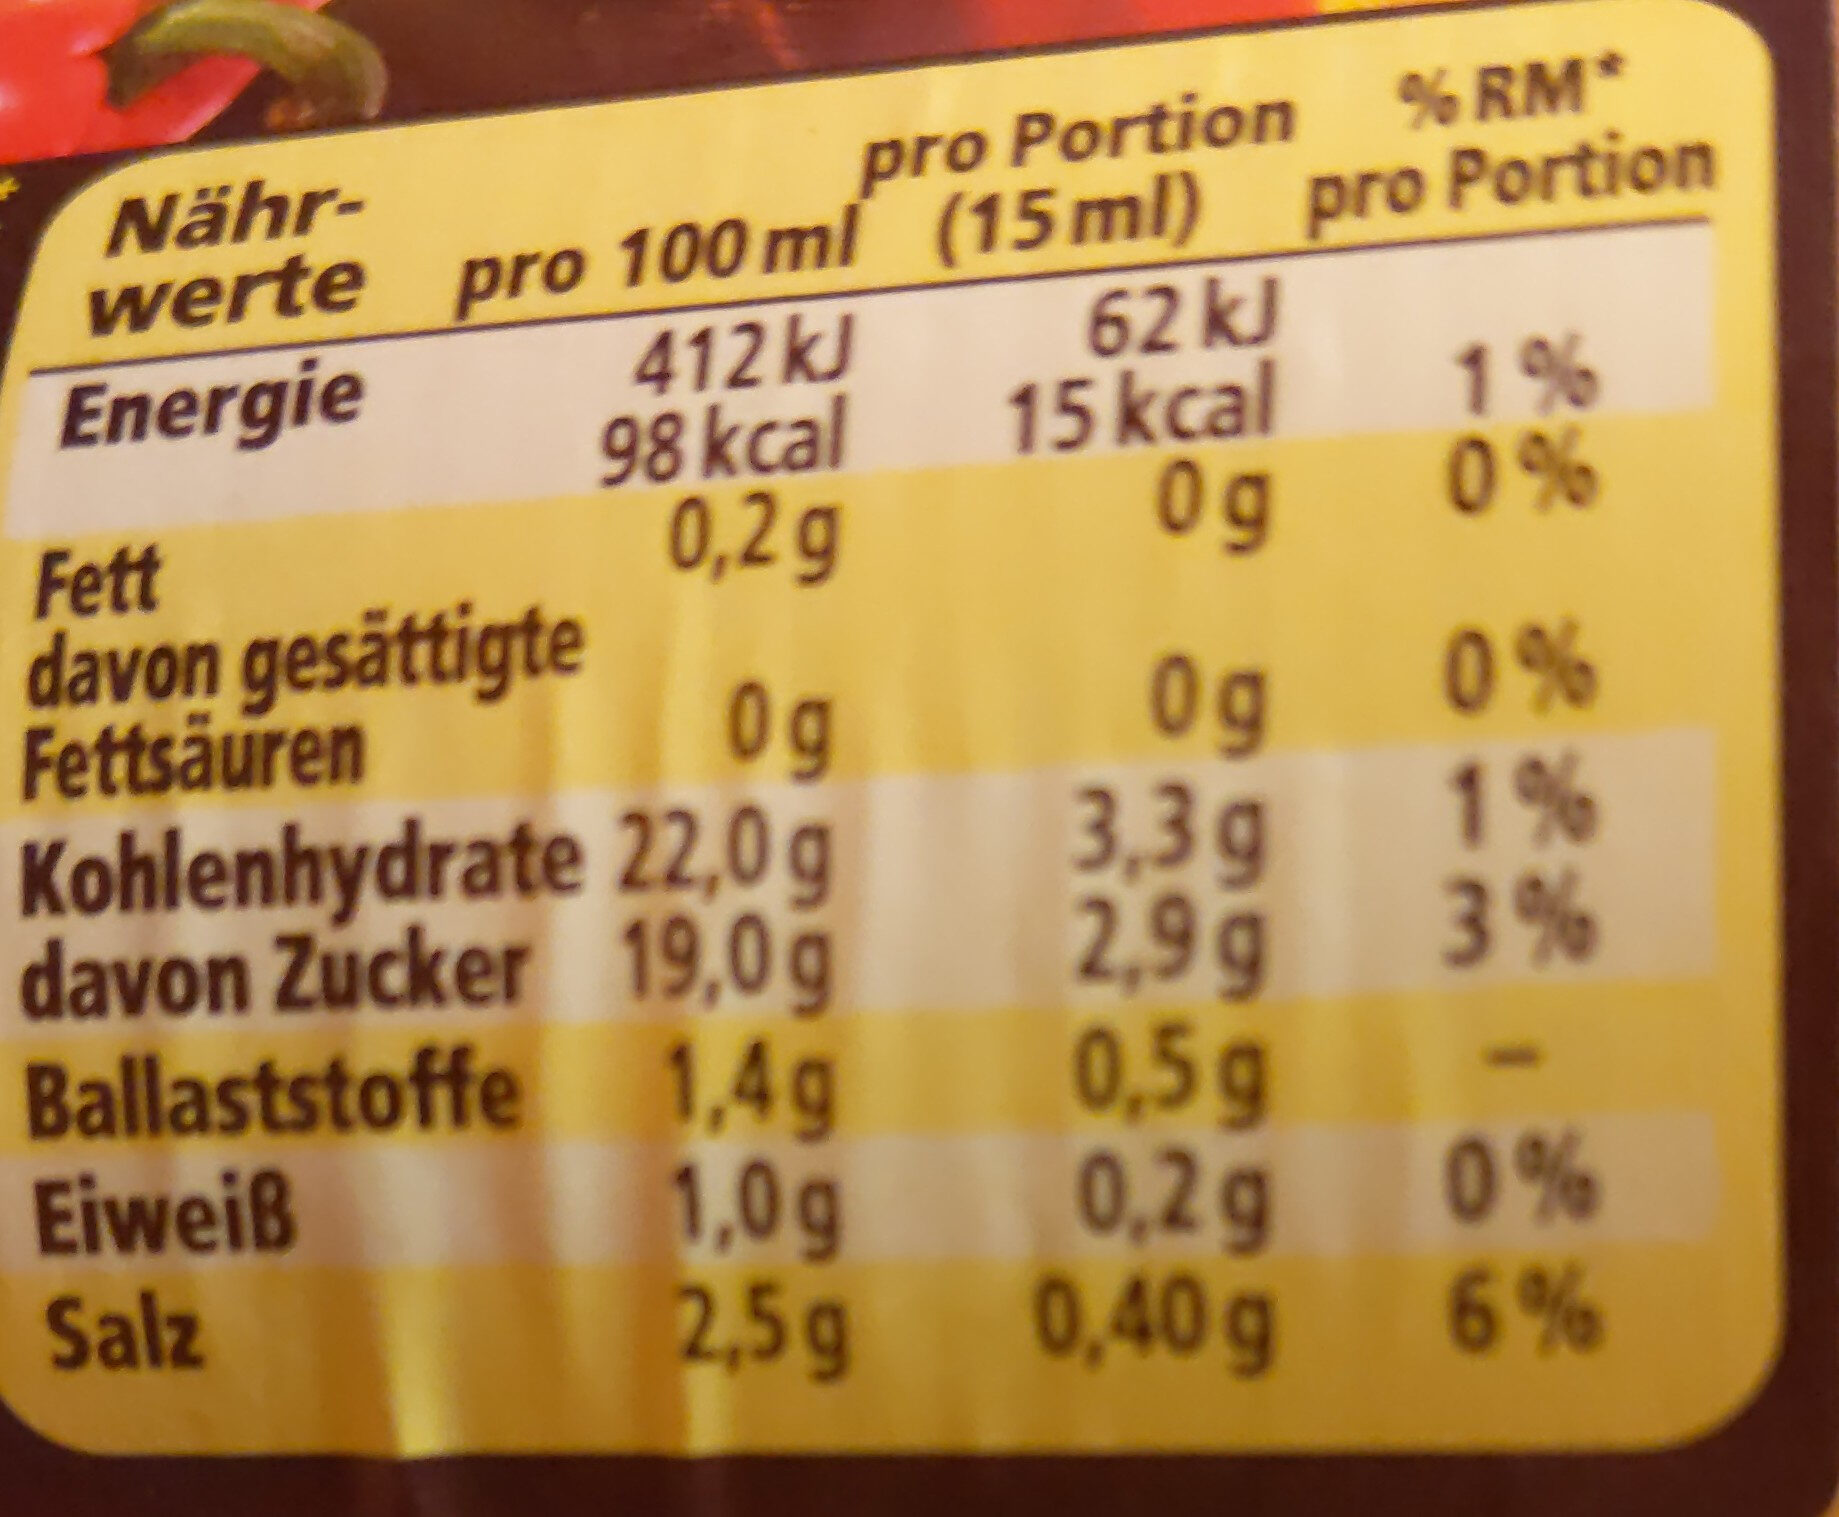 Nähr-
werte pro 100 ml pro Portion (15 ml) % RM* pro Portion
Energie 412 kJ 62 kJ
98 kcal 15 kcal 1 %
Fett 0,2 g 0 g 0 %
davon gesättigte
Fettsäuren 0 g 0 g 0 %
Kohlenhydrate 22,0 g 3,3 g 1 %
davon Zucker 19,0 g 2,9 g 3 %
Ballaststoffe 1,4 g 0,5 g –
Eiweiß 1,0 g 0,2 g 0 %
Salz 2,5 g 0,40 g 6 %